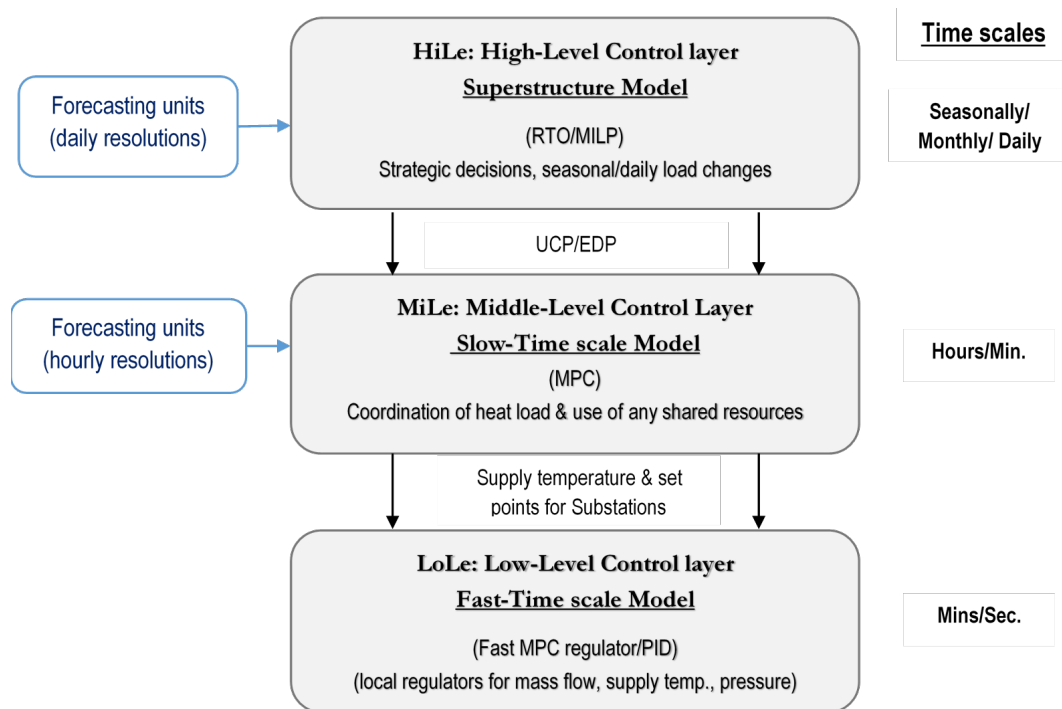 HiLe: High-Level Control layer
Superstructure Model
(RTO/MILP)
Strategic decisions, seasonal/daily load changes
Time scales
Forecasting units
(daily resolutions)
Seasonally/
Monthly/ Daily
UCP/EDP
MiLe: Middle-Level Control Layer
Slow-Time scale Model
(MPC)
Coordination of heat load & use of any shared resources
Forecasting units
(hourly resolutions)
Hours/Min.
Supply temperature & set
points for Substations
LoLe: Low-Level Control layer
Fast-Time scale Model
(Fast MPC regulator/PID)
(local regulators for mass flow, supply temp., pressure)
Mins/Sec.